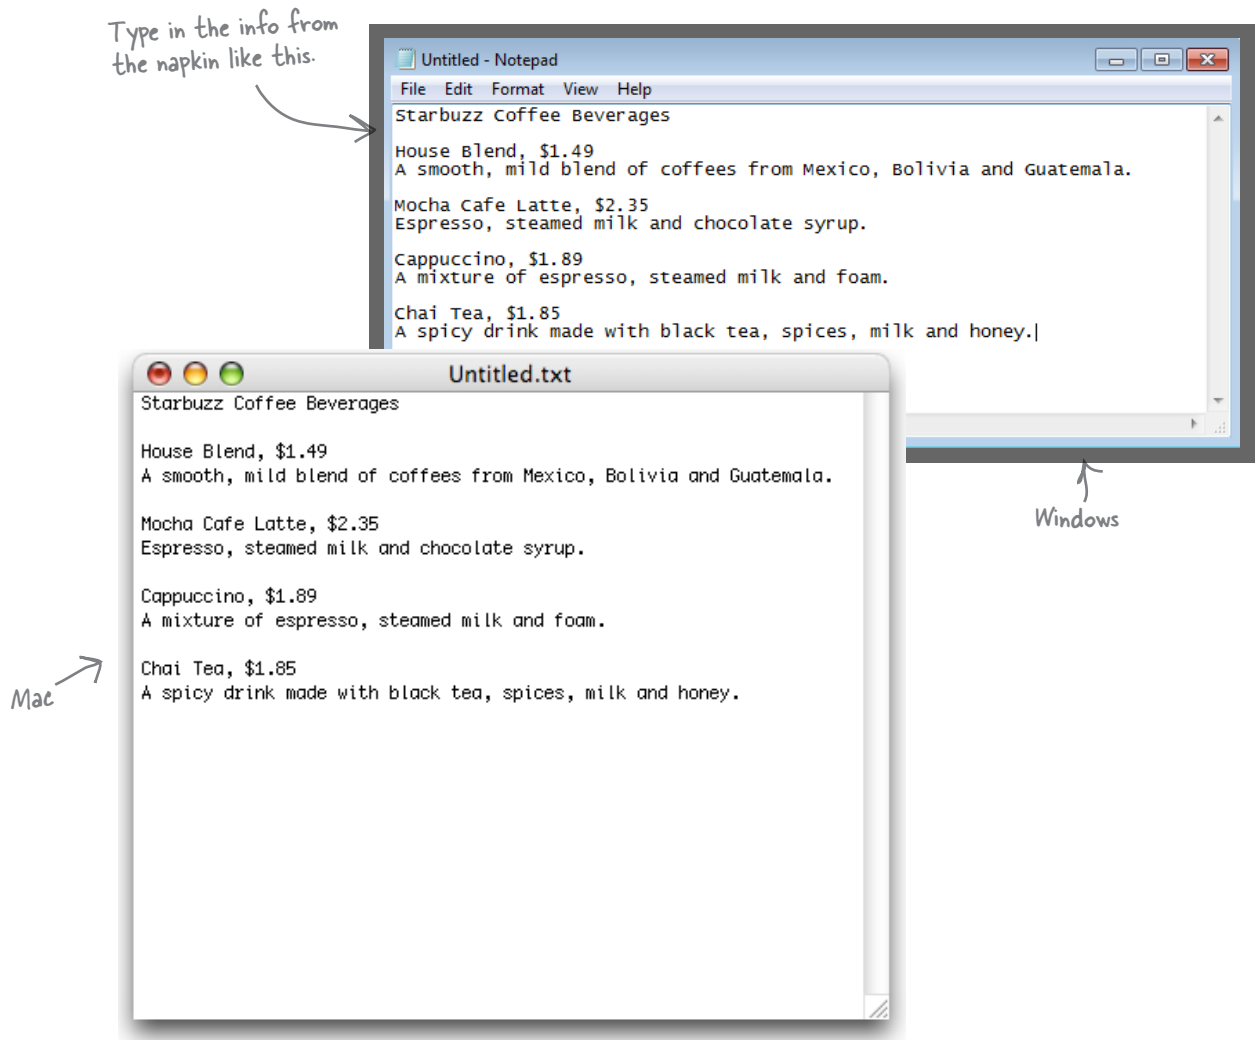 Type in the info from
the napkin like this.
Untitled - Notepad
File Edit Format View Help
Starbuzz Coffee Beverages
House Blend, $1.49
A smooth, mild blend of coffees from Mexico, Bolivia and Guatemala.
Mocha Cafe Latte, $2.35
Espresso, steamed milk and chocolate syrup.
Cappuccino, $1.89
A mixture of espresso, steamed milk and foam.
Chai Tea, $1.85
A spicy drink made with black tea, spices, milk and honey.
Windows
Untitled.txt
Starbuzz Coffee Beverages
House Blend, $1.49
A smooth, mild blend of coffees from Mexico, Bolivia and Guatemala.
Mocha Cafe Latte, $2.35
Espresso, steamed milk and chocolate syrup.
Cappuccino, $1.89
A mixture of espresso, steamed milk and foam.
Chai Tea, $1.85
A spicy drink made with black tea, spices, milk and honey.
Mac